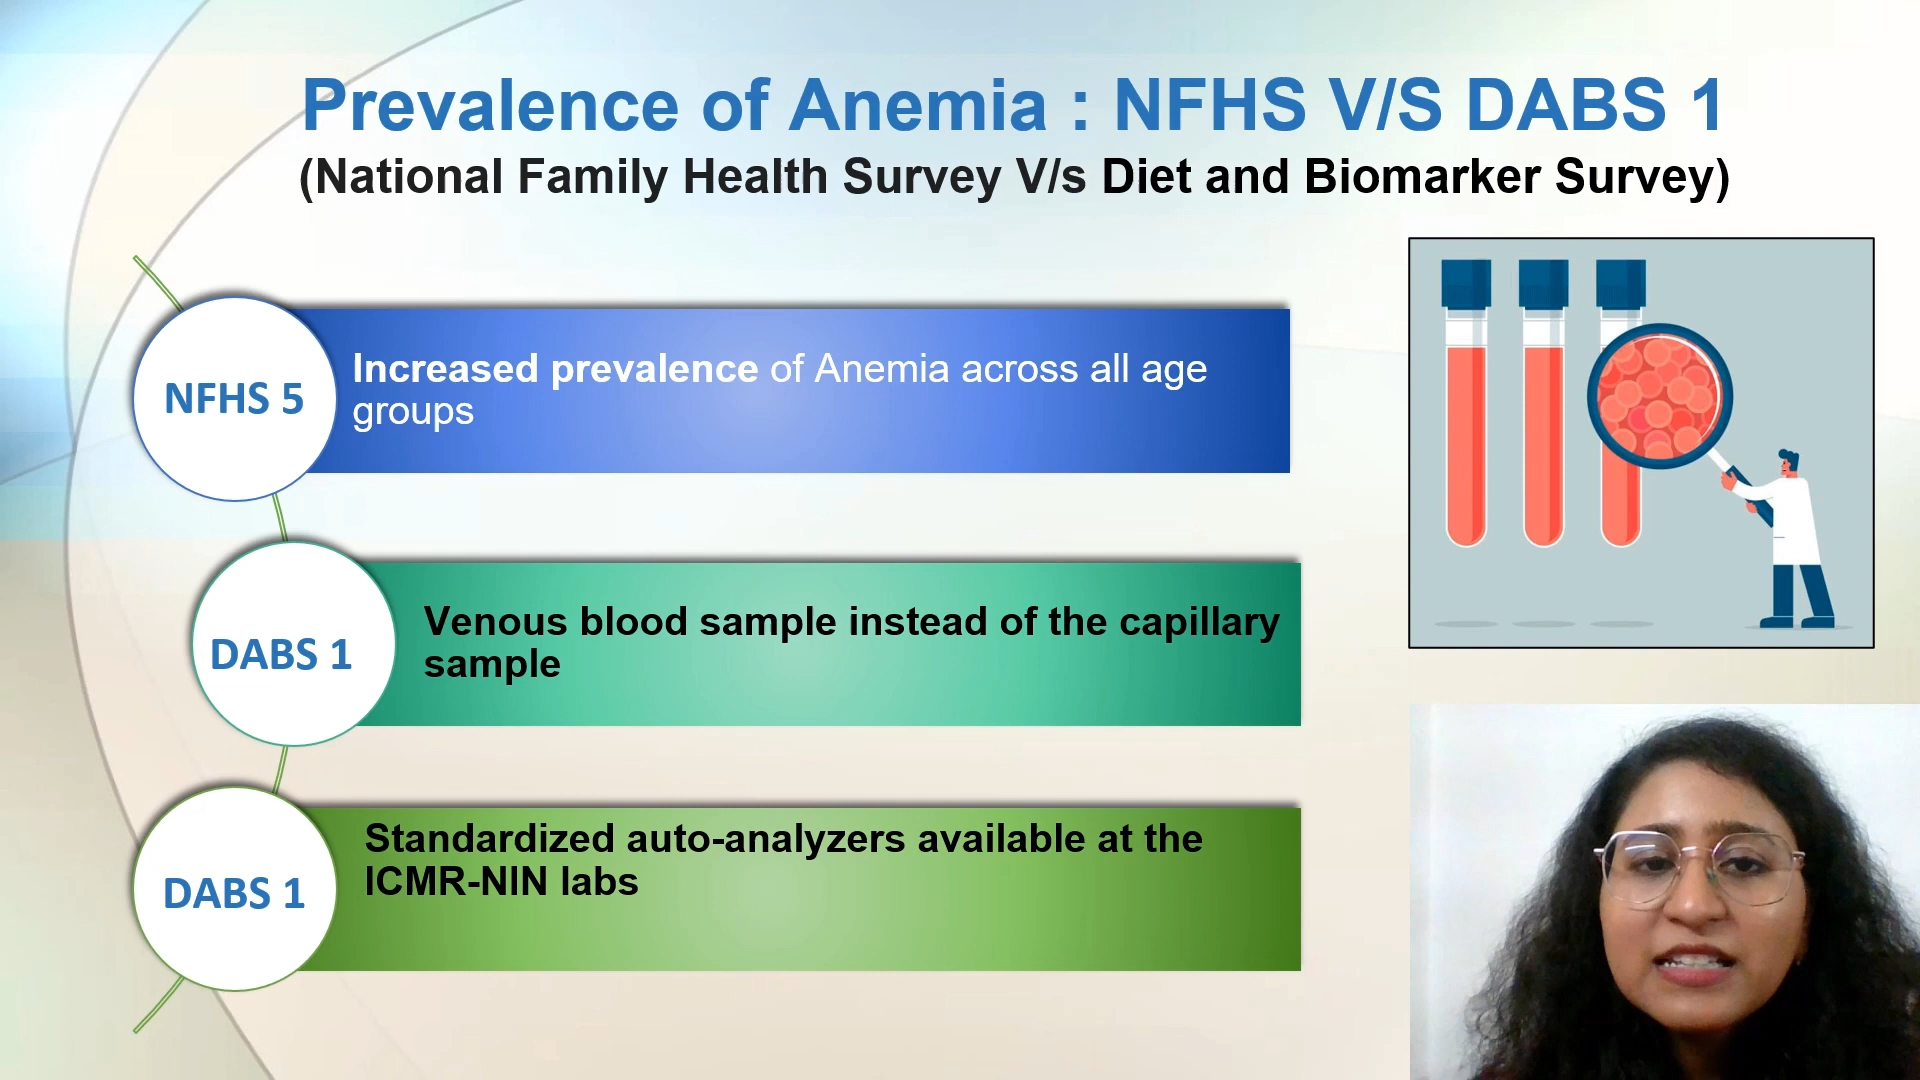 Prevalence of Anemia : NFHS V/S DABS 1
(National Family Health Survey V/s Diet and Biomarker Survey)
NFHS 5
Increased prevalence of Anemia across all age
groups
DABS 1
Venous blood sample instead of the capillary
sample
DABS 1
Standardized auto-analyzers available at the
ICMR-NIN labs